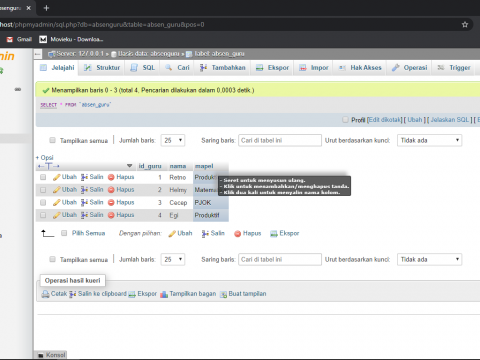 absenguru
host/phpmyadmin/sql.php?db=absenguru&table=absen_guru&pos=0
Gmail Movieku - Downloa...
Server: 127.0.0.1 » Basis data: absenguru » Tabel: absen_guru
Jelajahi Struktur SQL Cari Tambahkan Ekspor Impor Hak Akses Operasi Trigger
Menampilkan baris 0 - 3 (total 4, Pencarian dilakukan dalam 0,0003 detik.)
SELECT * FROM `absen_guru`
Profil [Edit dikotak] [ Ubah ] [ Jelaskan SQL ] [
Tampilkan semua Jumlah baris: 25 Saring baris: Cari di tabel ini Urut berdasarkan kunci: Tidak ada
+ Opsi
id_guru nama mapel
Ubah Salin Hapus 1 Retno Produktif
Ubah Salin Hapus 2 Helmy
Ubah Salin Hapus 3 Cecep PJOK
Ubah Salin Hapus 4 Egi Produktif
- Seret untuk menyusun ulang.
- Klik untuk menambahkan/menghapus tanda.
- Klik dua kali untuk menyalin nama kolom.
Pilih Semua Dengan pilihan: Ubah Salin Hapus Ekspor
Tampilkan semua Jumlah baris: 25 Saring baris: Cari di tabel ini Urut berdasarkan kunci: Tidak ada
Operasi hasil kueri
Cetak Salin ke clipboard Ekspor Tampilkan bagan Buat tampilan
Konsol